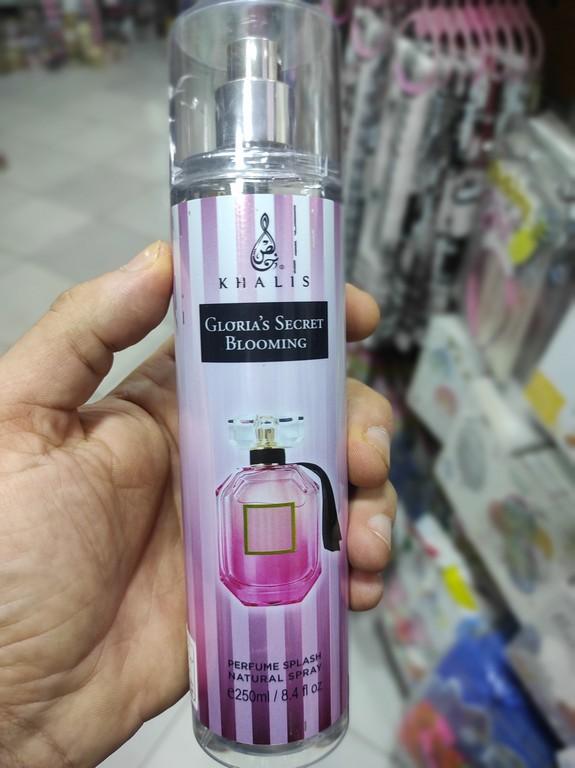 خالص
KHALIS
GLORIA'S SECRET
BLOOMING
PERFUME SPLASH
NATURAL SPRAY
℮250ml / 8.4 fl oz